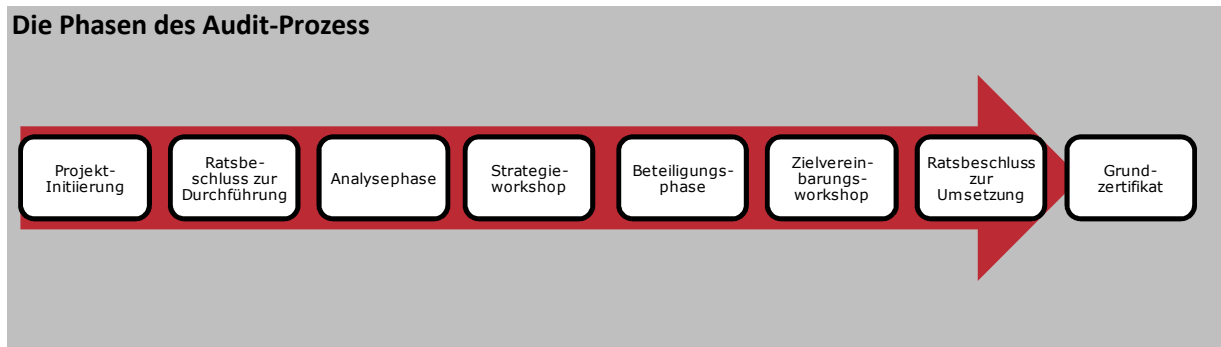 Die Phasen des Audit-Prozess
Projekt-
Initiierung
Ratsbe-
schluss zur
Durchführung
Analysephase
Strategie-
workshop
Beteiligungs-
phase
Zielverein-
barungs-
workshop
Ratsbeschluss
zur
Umsetzung
Grund-
zertifikat